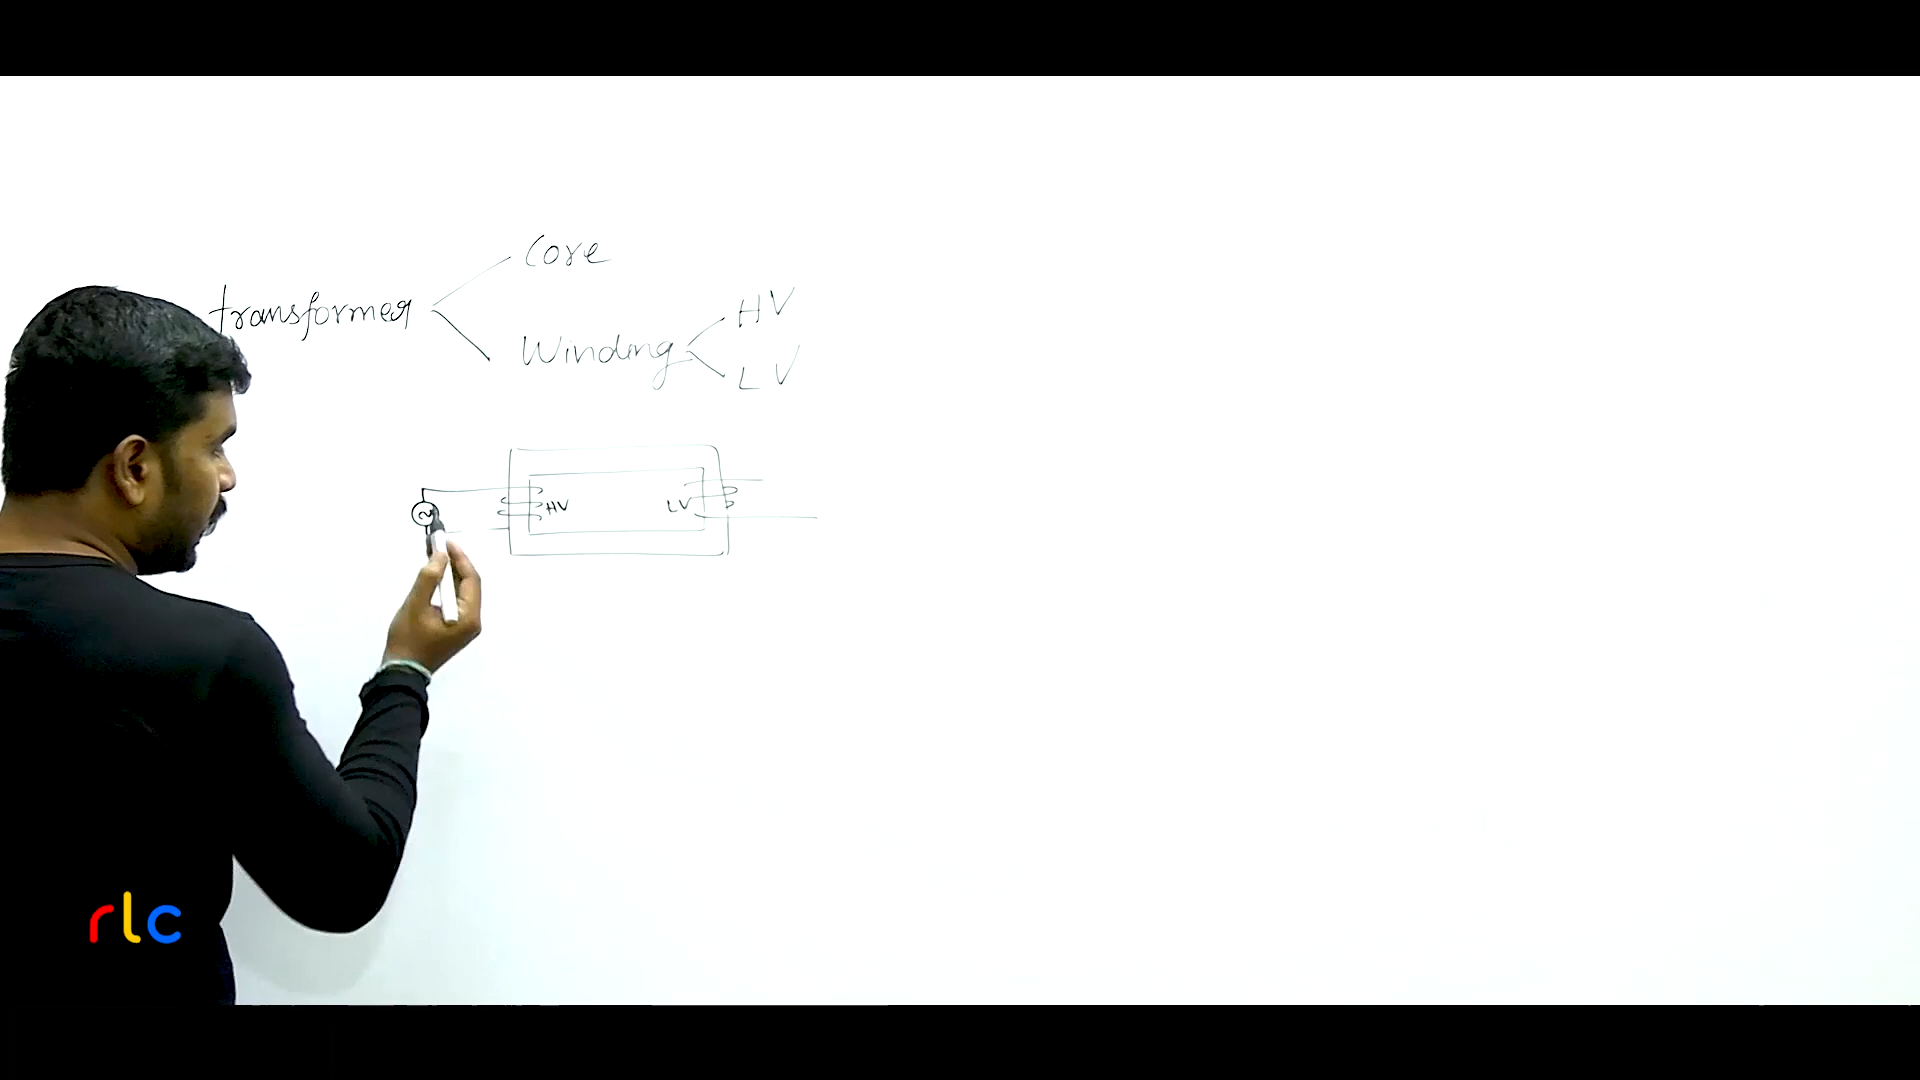 Core
transformer
HV
Winding
LV
HV
LV
rlc